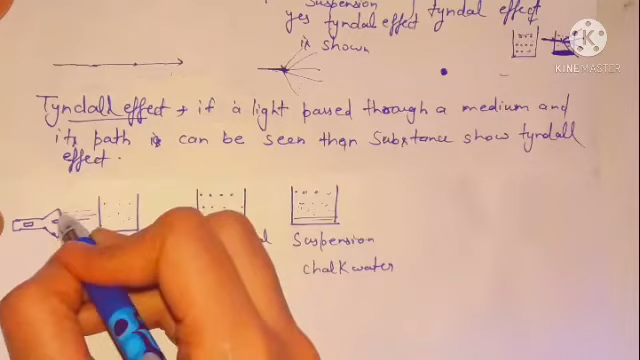 Suspension tyndal effect
yes tyndal effect
is shown
KINEMASTER
Tyndall effect → if a light passed through a medium and
its path is can be seen then Substance show tyndall
effect.
Suspension
chalk water